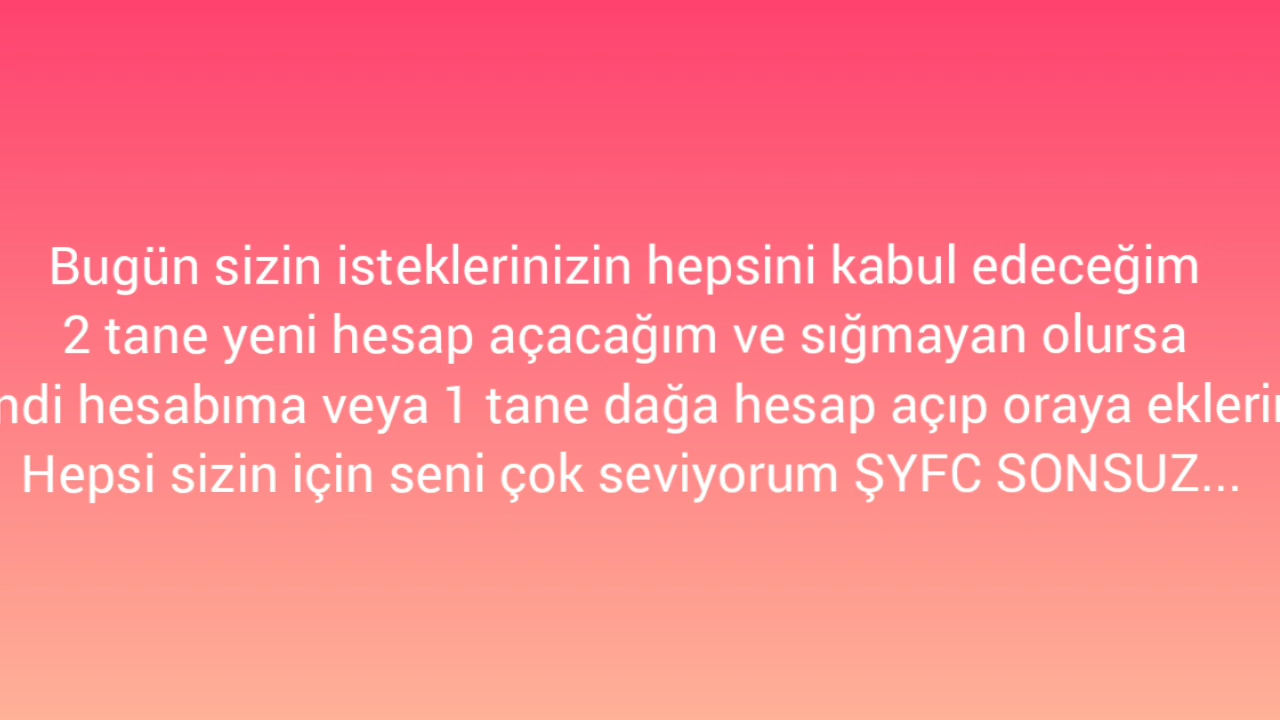 Bugün sizin isteklerinizin hepsini kabul edeceğim
2 tane yeni hesap açacağım ve sığmayan olursa
ndi hesabıma veya 1 tane dağa hesap açıp oraya ekleri
Hepsi sizin için seni çok seviyorum ŞYFC SONSUZ...